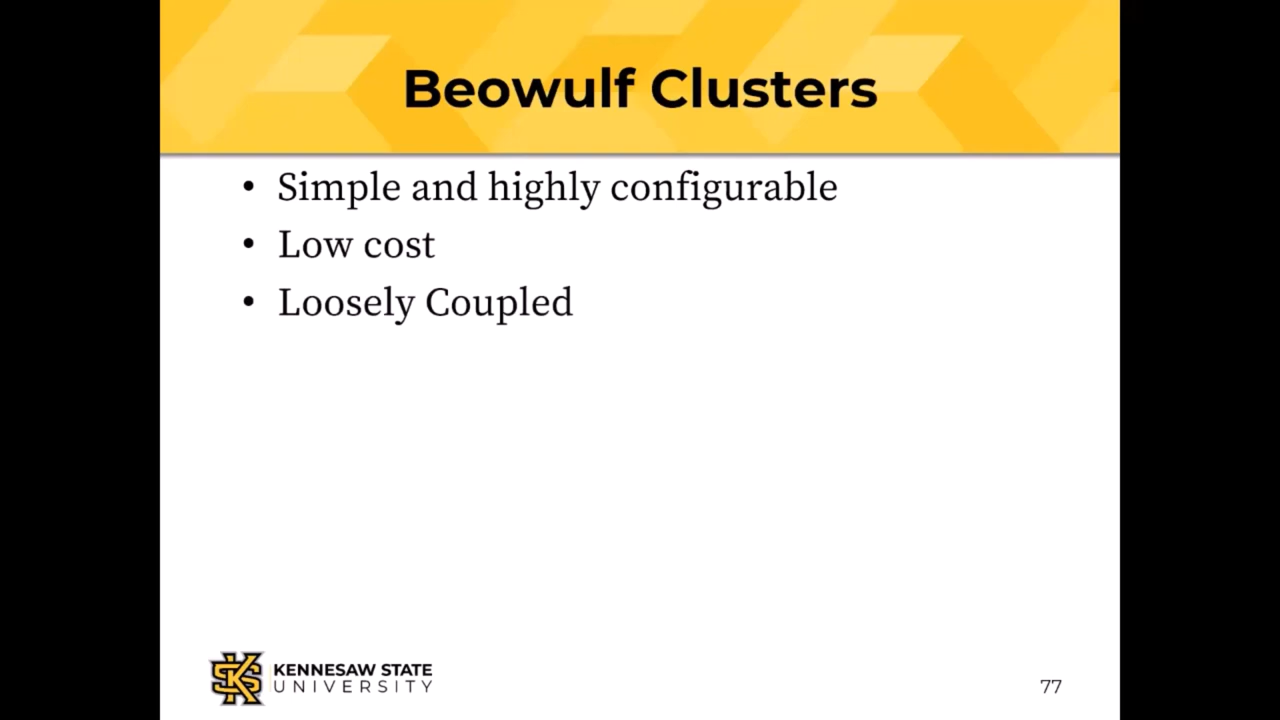 Beowulf Clusters
• Simple and highly configurable
• Low cost
• Loosely Coupled
KENNESAW STATE
UNIVERSITY
77